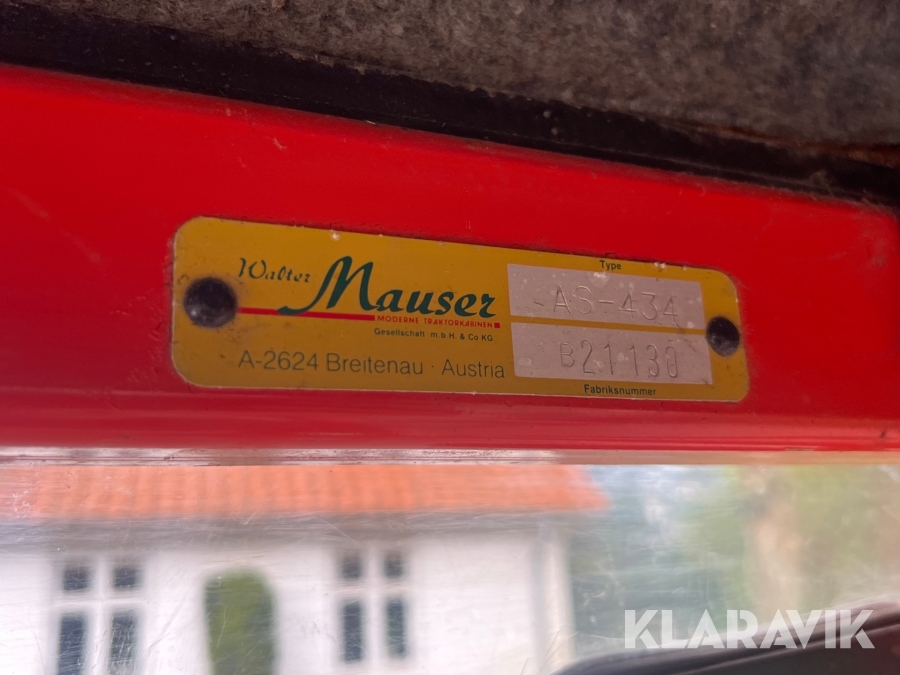 Walter Mauser
MODERNE TRAKTORKABINEN
Gesellschaft m.b.H. & Co KG
A-2624 Breitenau · Austria
Type
AS-434
B21130
Fabriksnummer
KLARAVIK